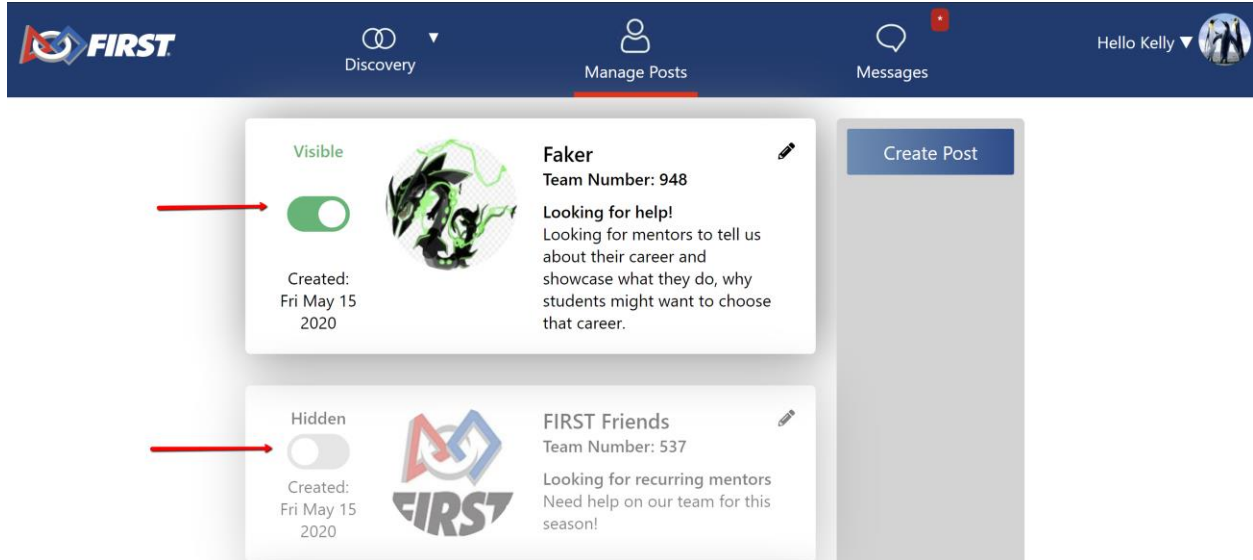 FIRST
Discovery ▼
Manage Posts
*
Messages
Hello Kelly ▼
Visible
Created:
Fri May 15
2020
Faker
Team Number: 948
Looking for help!
Looking for mentors to tell us
about their career and
showcase what they do, why
students might want to choose
that career.
Create Post
Hidden
Created:
Fri May 15
2020
FIRST
FIRST Friends
Team Number: 537
Looking for recurring mentors
Need help on our team for this
season!